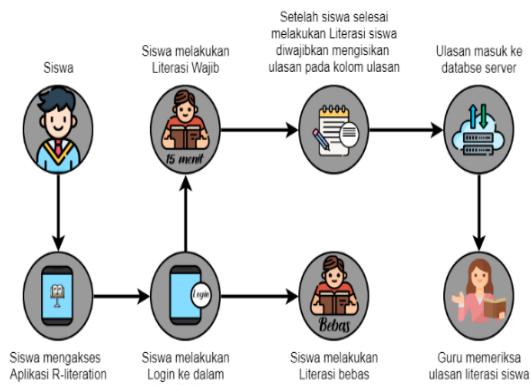 Siswa
Siswa melakukan
Literasi Wajib
Setelah siswa selesai
melakukan Literasi siswa
diwajibkan mengisikan
ulasan pada kolom ulasan
Ulasan masuk ke
databse server
15 menit
Login
Bebas
Siswa mengakses
Aplikasi R-literation
Siswa melakukan
Login ke dalam
Siswa melakukan
Literasi bebas
Guru memeriksa
ulasan literasi siswa